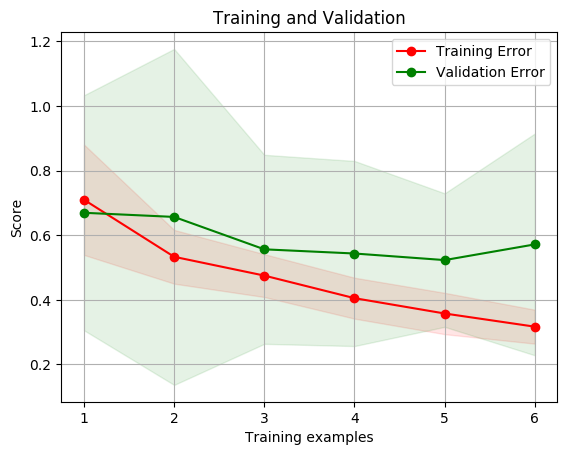 Training and Validation
Training Error
Validation Error
Score
1.2
1.0
0.8
0.6
0.4
0.2
1 2 3 4 5 6
Training examples